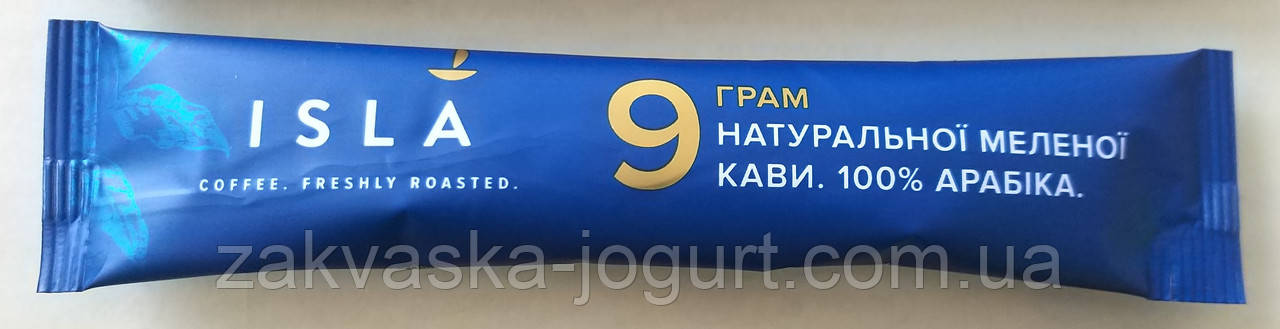 ISLA
COFFEE. FRESHLY ROASTED.
9 ГРАМ
НАТУРАЛЬНОЇ МЕЛЕНОЇ
КАВИ. 100% АРАБІКА.
zakvaska-jogurt.com.ua